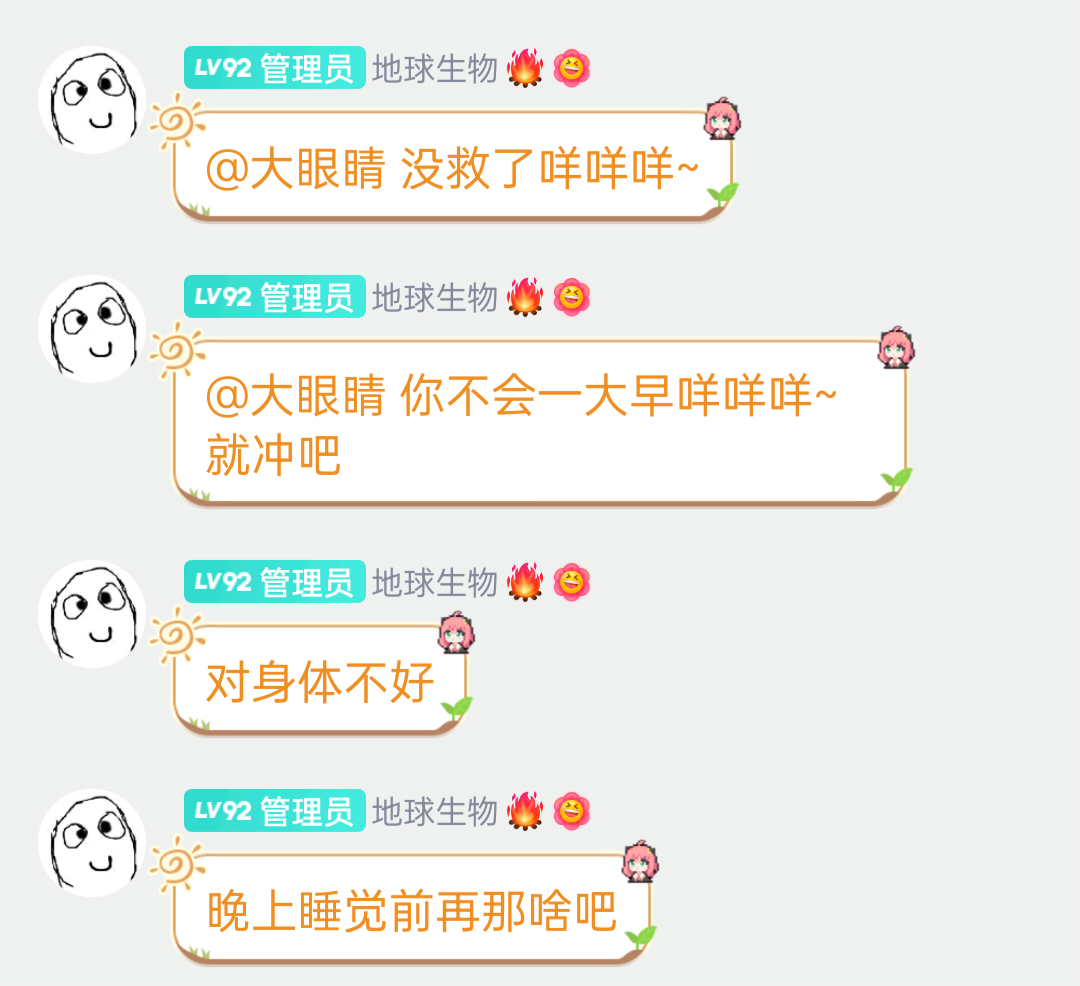 LV92 管理员 地球生物🔥😆
@大眼睛 没救了咩咩咩~
LV92 管理员 地球生物🔥😆
@大眼睛 你不会一大早咩咩咩~
就冲吧
LV92 管理员 地球生物🔥😆
对身体不好
LV92 管理员 地球生物🔥😆
晚上睡觉前再那啥吧